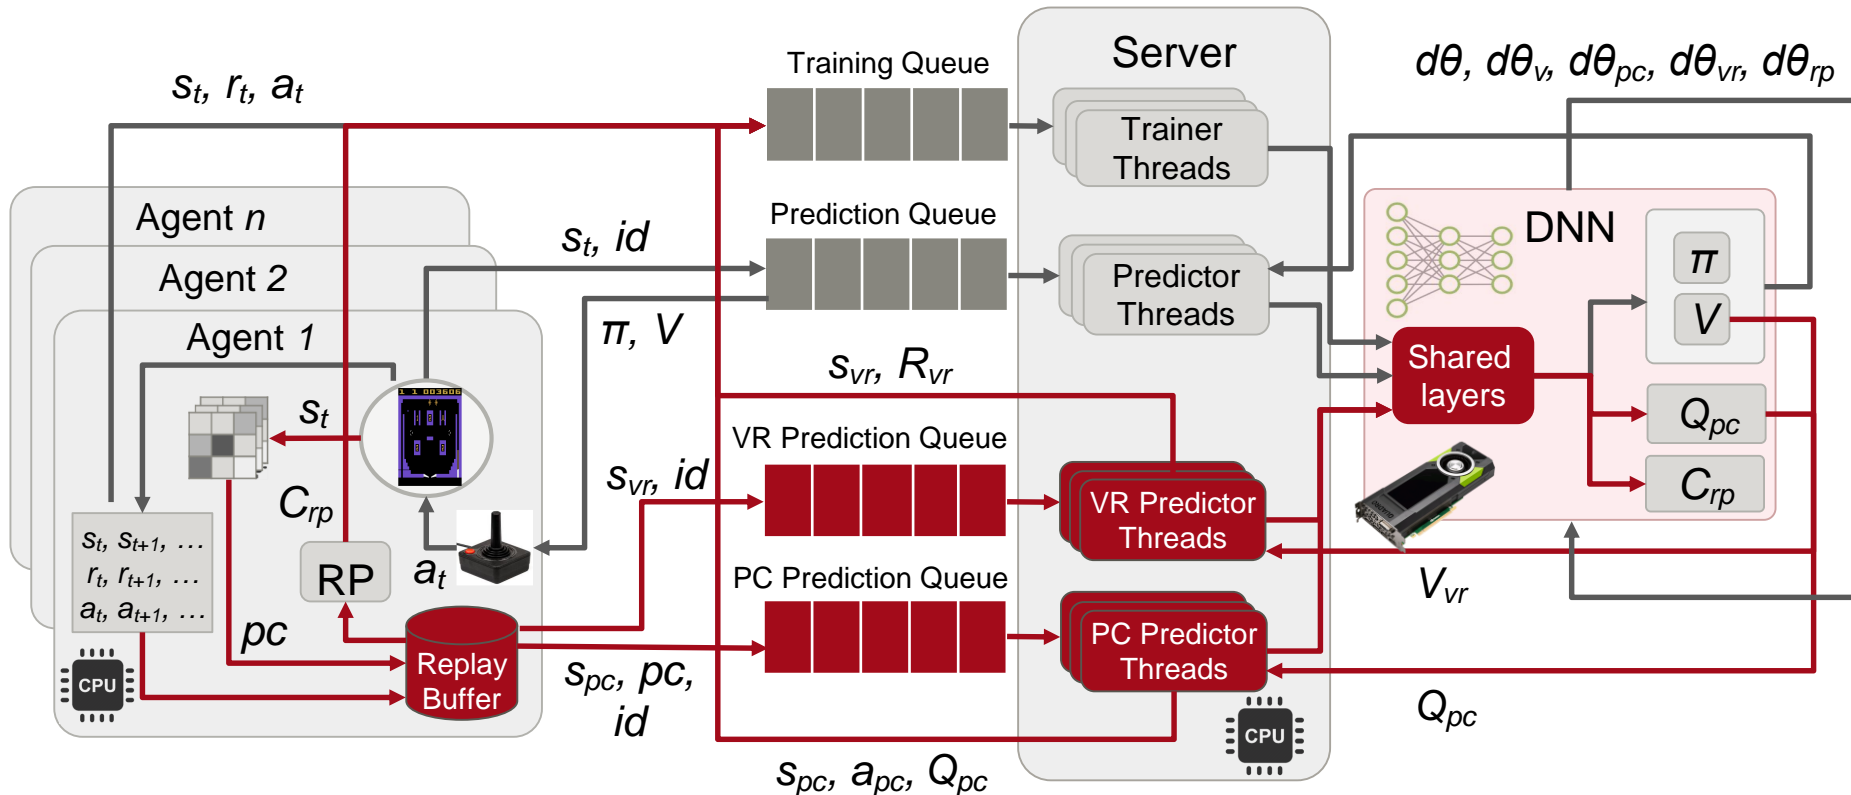 Server
dθ, dθv, dθpc, dθvr, dθrp
Training Queue
st, rt, at
Trainer
Threads
Agent n
Prediction Queue
st, id
DNN
Agent 2
Predictor
Threads
π
V
Agent 1
π, V
Shared
layers
svr, Rvr
1 1 003606
st
Qpc
VR Prediction Queue
svr, id
Crp
Crp
VR Predictor
Threads
st, st+1, ...
rt, rt+1, ...
at, at+1, ...
RP
at
Vvr
PC Prediction Queue
pc
PC Predictor
Threads
Replay
Buffer
CPU
spc, pc,
id
Qpc
CPU
spc, apc, Qpc